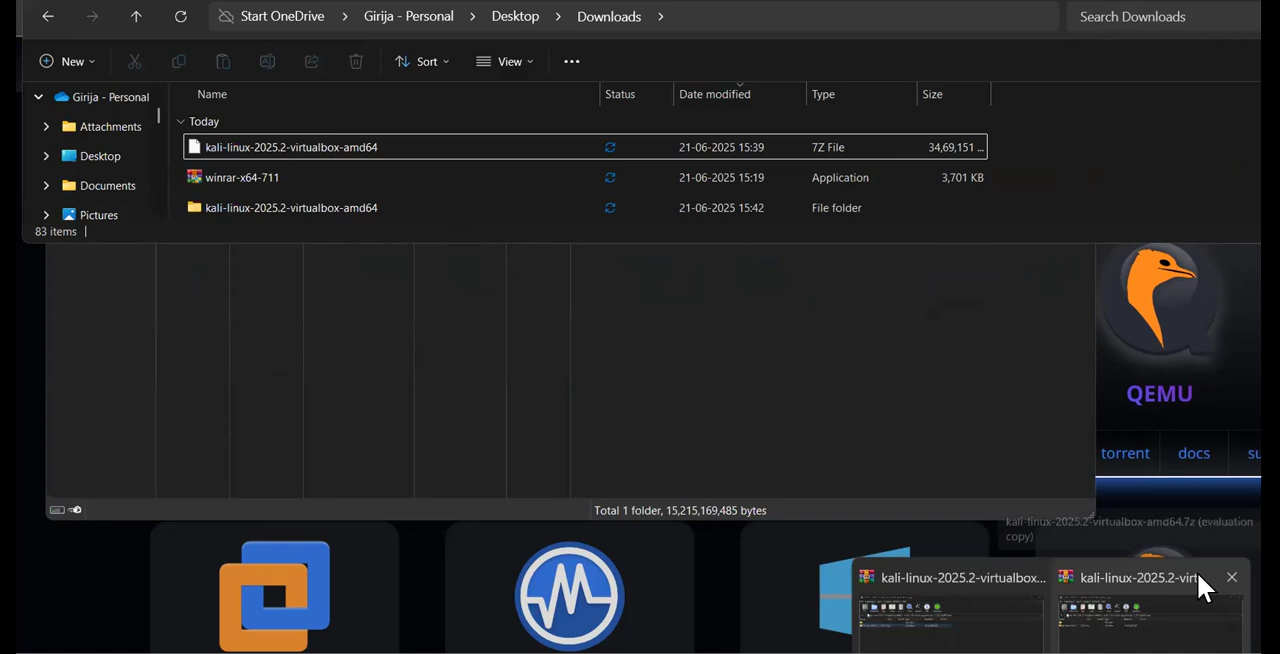 Start OneDrive > Girija - Personal > Desktop > Downloads >
Search Downloads
New
Sort
View
Girija - Personal
Attachments
Desktop
Documents
Pictures
83 items
Name Status Date modified Type Size
Today
kali-linux-2025.2-virtualbox-amd64 21-06-2025 15:39 7Z File 34,69,151 ...
winrar-x64-711 21-06-2025 15:19 Application 3,701 KB
kali-linux-2025.2-virtualbox-amd64 21-06-2025 15:42 File folder
QEMU
torrent docs su
Total 1 folder, 15,215,169,485 bytes
kali-linux-2025.2-virtualbox-amd64.7z (evaluation
copy)
kali-linux-2025.2-virtualbox... kali-linux-2025.2-virt